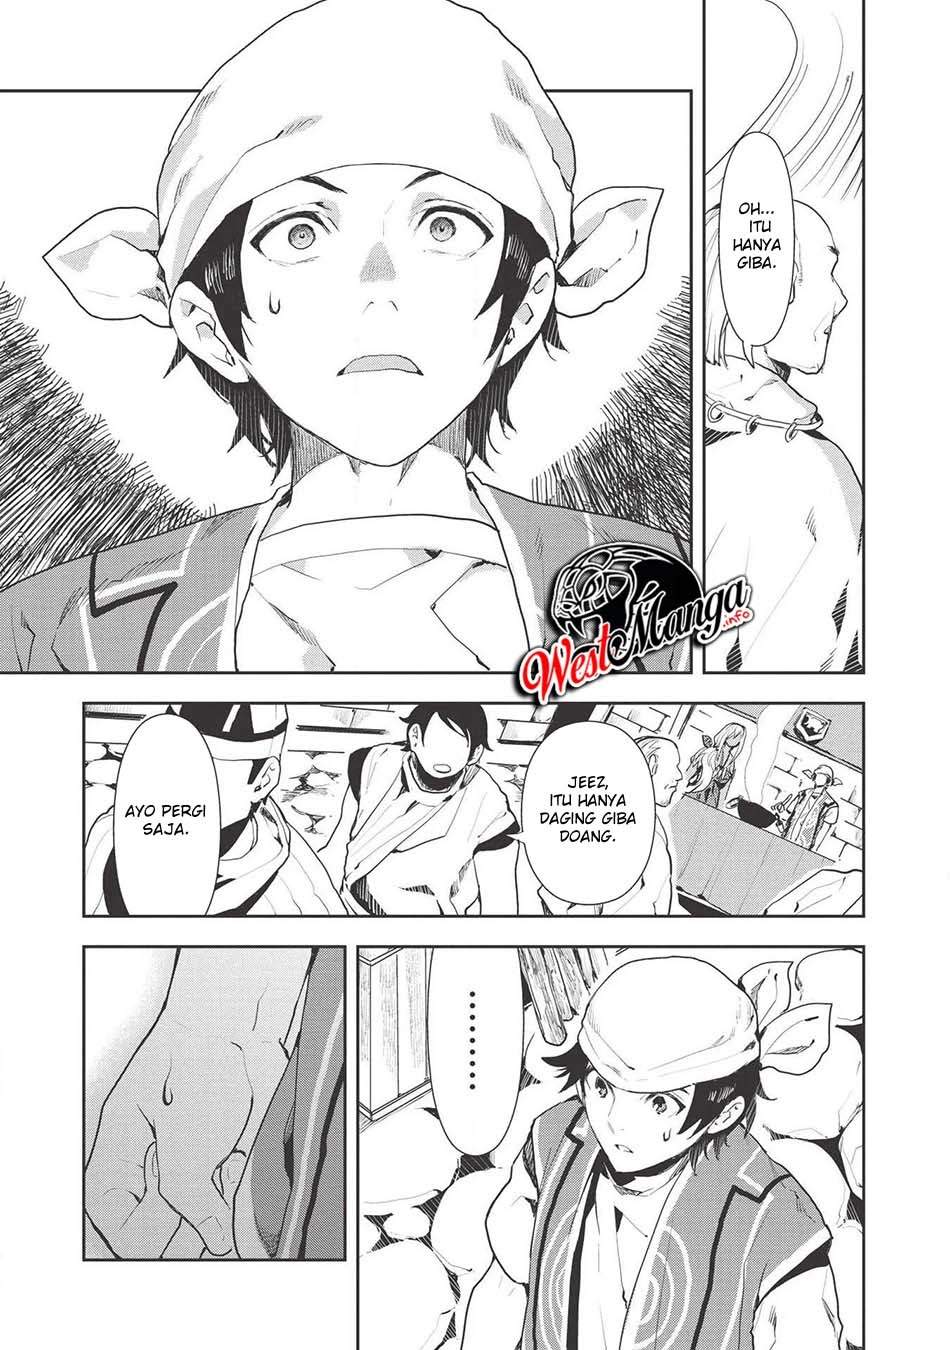 OH...
ITU
HANYA
GIBA.
WestManga
.info
JEEZ,
ITU HANYA
DAGING GIBA
DOANG.
AYO PERGI
SAJA.
.........